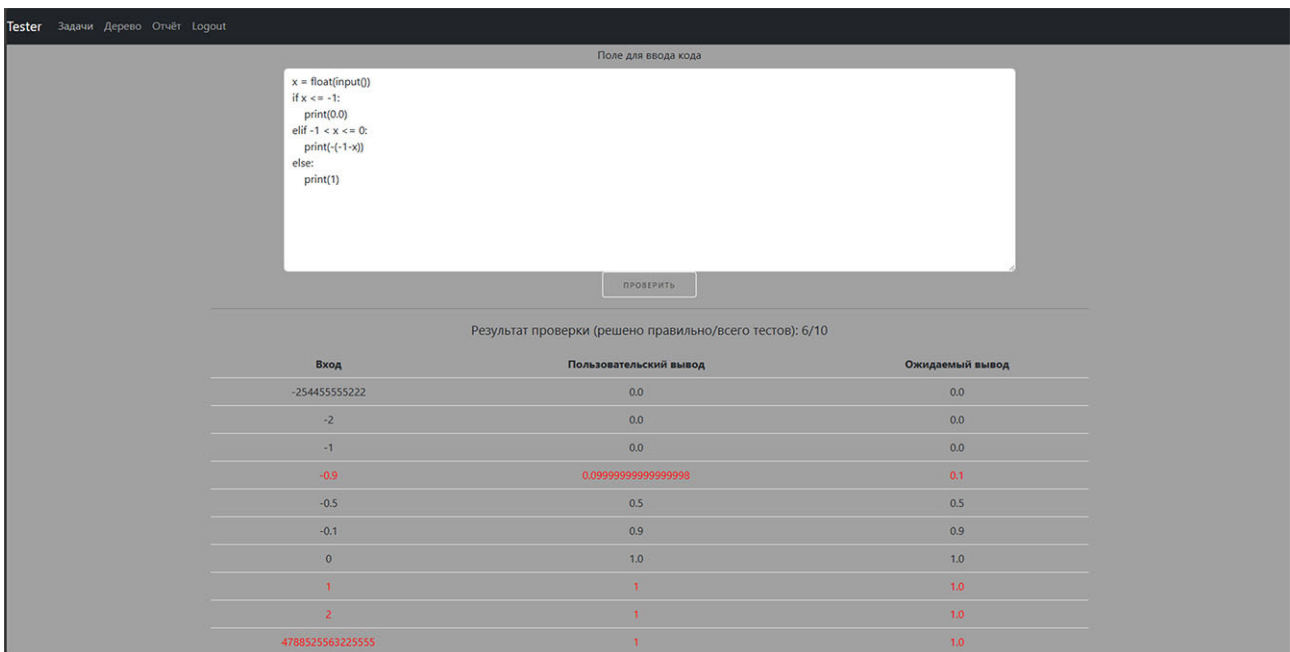 Tester Задачи Дерево Отчёт Logout
Поле для ввода кода
x = float(input())
if x <= -1:
print(0.0)
elif -1 < x <= 0:
print(-(-1-x))
else:
print(1)
ПРОВЕРИТЬ
Результат проверки (решено правильно/всего тестов): 6/10
Вход Пользовательский вывод Ожидаемый вывод
-254455555222 0.0 0.0
-2 0.0 0.0
-1 0.0 0.0
-0.9 0.09999999999999998 0.1
-0.5 0.5 0.5
-0.1 0.9 0.9
0 1.0 1.0
1 1 1.0
2 1 1.0
4788525563225555 1 1.0